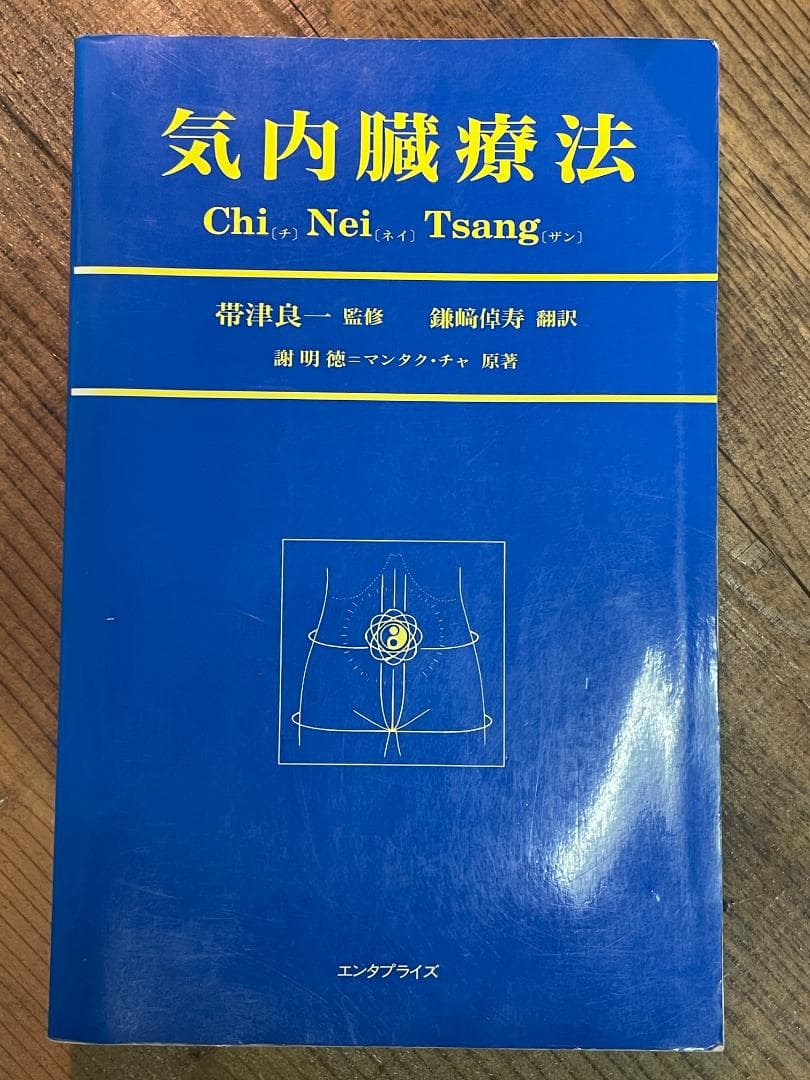 気内臓療法
Chi〔チ〕 Nei〔ネイ〕 Tsang〔ザン〕
帯津良一 監修 鎌﨑倬寿 翻訳
謝明徳＝マンタク・チャ 原著
エンタプライズ